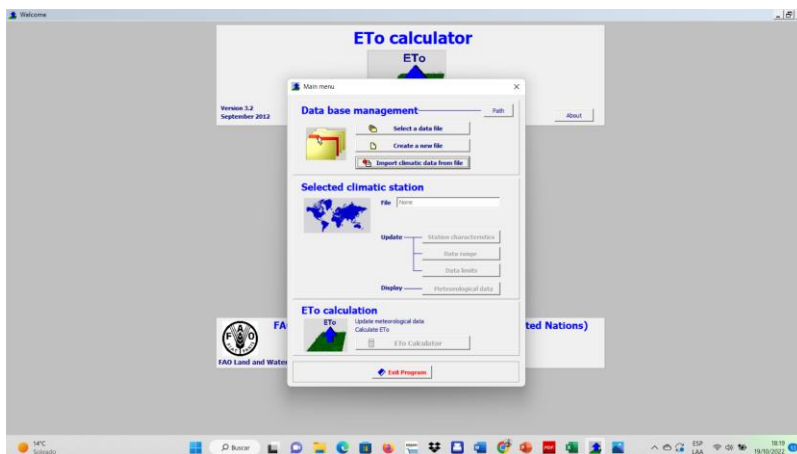 Welcome
ETo calculator
ETo
Version 3.2
September 2012
About
Main menu
Data base management
Path
Select a data file
Create a new file
Import climatic data from file
Selected climatic station
File
None
Update
Station characteristics
Data range
Data limits
Display
Meteorological data
ETo calculation
ETo
Update meteorological data
Calculate ETo
ETo Calculator
Exit Program
FA
ted Nations)
FAO Land and Water
14°C
Soleado
Buscar
ESP
LAA
18:19
19/10/2022